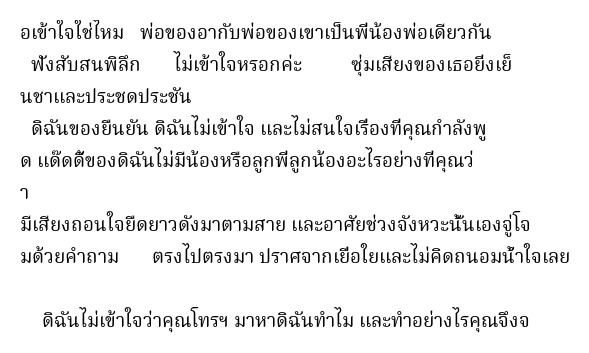 อเข้าใจใช่ไหม พ่อของอากับพ่อของเขาเป็นพี่น้องพ่อเดียวกัน
ฟังสับสนพิลึก ไม่เข้าใจหรอกค่ะ ซุ่มเสียงของเธอยิ่งเย็
นชาและประชดประชัน
ดิฉันของยืนยัน ดิฉันไม่เข้าใจ และไม่สนใจเรื่องที่คุณกำลังพู
ด แด๊ดดี้ของดิฉันไม่มีน้องหรือลูกพี่ลูกน้องอะไรอย่างที่คุณว่
า
มีเสียงถอนใจยืดยาวดังมาตามสาย และอาศัยช่วงจังหวะนั้นเองจู่โจ
มด้วยคำถาม ตรงไปตรงมา ปราศจากเยื่อใยและไม่คิดถนอมน้ำใจเลย
ดิฉันไม่เข้าใจว่าคุณโทรฯ มาหาดิฉันทำไม และทำอย่างไรคุณจึงจ